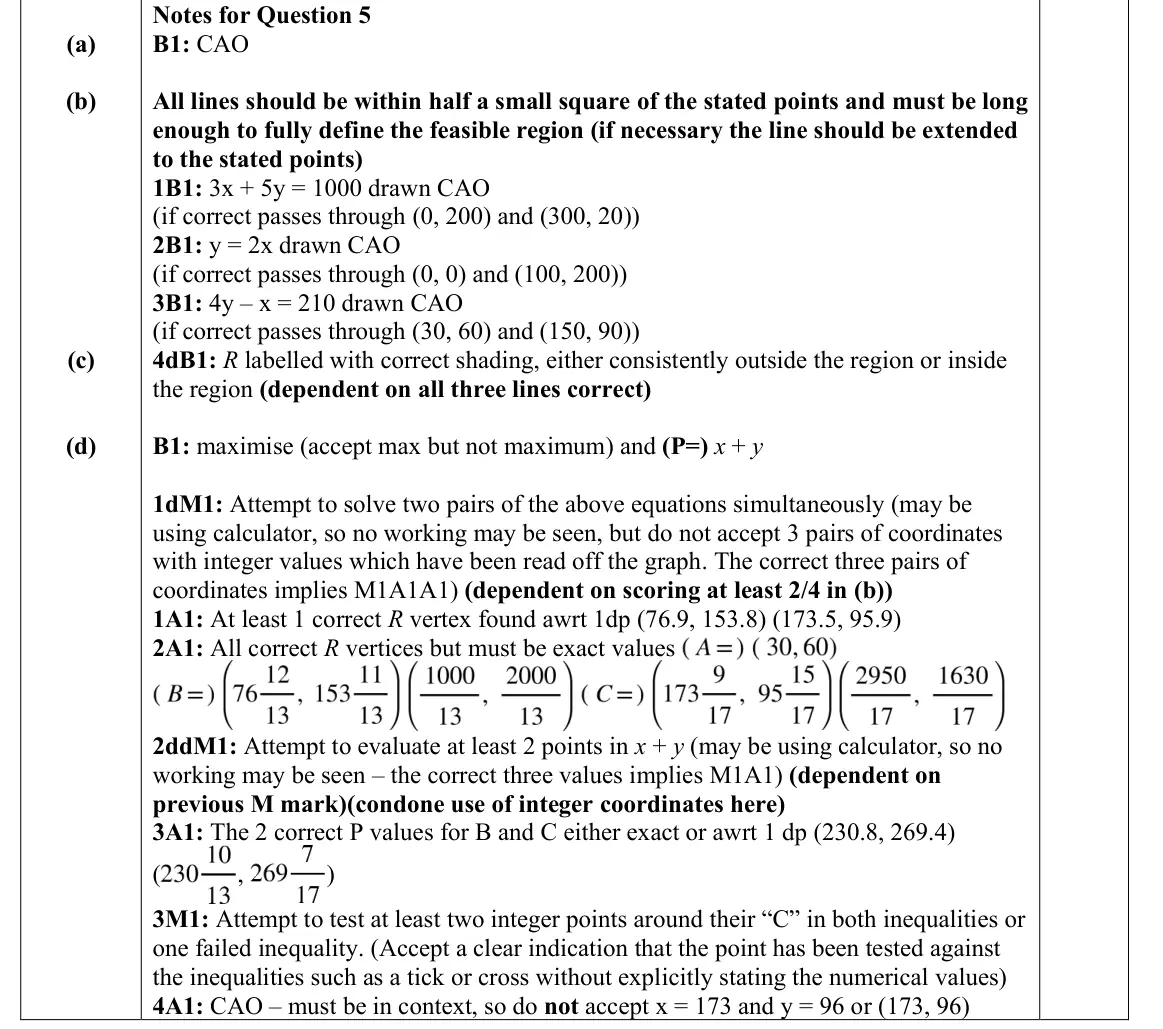 Notes for Question 5
(a) B1: CAO
(b) All lines should be within half a small square of the stated points and must be long
enough to fully define the feasible region (if necessary the line should be extended
to the stated points)
1B1: 3x + 5y = 1000 drawn CAO
(if correct passes through (0, 200) and (300, 20))
2B1: y = 2x drawn CAO
(if correct passes through (0, 0) and (100, 200))
3B1: 4y – x = 210 drawn CAO
(if correct passes through (30, 60) and (150, 90))
(c) 4dB1: R labelled with correct shading, either consistently outside the region or inside
the region (dependent on all three lines correct)
(d) B1: maximise (accept max but not maximum) and (P=) x + y
1dM1: Attempt to solve two pairs of the above equations simultaneously (may be
using calculator, so no working may be seen, but do not accept 3 pairs of coordinates
with integer values which have been read off the graph. The correct three pairs of
coordinates implies M1A1A1) (dependent on scoring at least 2/4 in (b))
1A1: At least 1 correct R vertex found awrt 1dp (76.9, 153.8) (173.5, 95.9)
2A1: All correct R vertices but must be exact values ( A =) ( 30, 60)
( B =) (76 12/13, 153 11/13) (1000/13, 2000/13) ( C =) (173 9/17, 95 15/17) (2950/17, 1630/17)
2ddM1: Attempt to evaluate at least 2 points in x + y (may be using calculator, so no
working may be seen – the correct three values implies M1A1) (dependent on
previous M mark)(condone use of integer coordinates here)
3A1: The 2 correct P values for B and C either exact or awrt 1 dp (230.8, 269.4)
(230 10/13, 269 7/17)
3M1: Attempt to test at least two integer points around their “C” in both inequalities or
one failed inequality. (Accept a clear indication that the point has been tested against
the inequalities such as a tick or cross without explicitly stating the numerical values)
4A1: CAO – must be in context, so do not accept x = 173 and y = 96 or (173, 96)